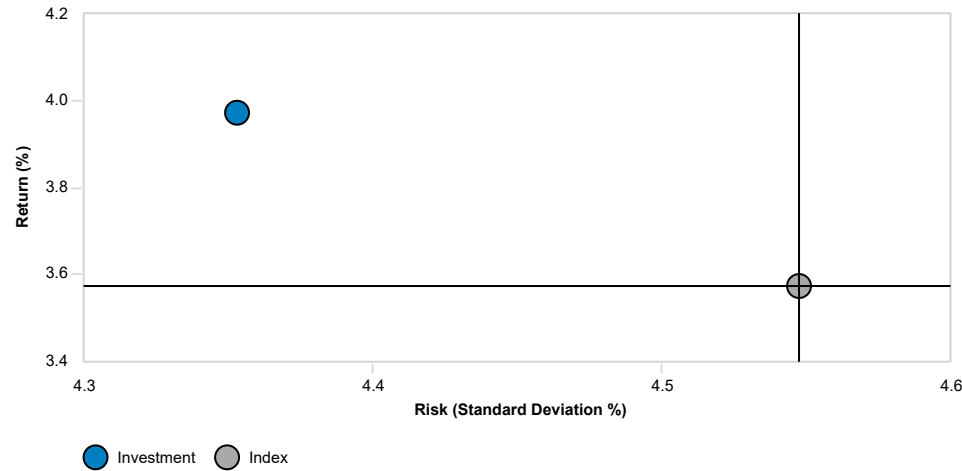 4.2
4.0
3.8
3.6
3.4
Return (%)
4.3 4.4 4.5 4.6
Risk (Standard Deviation %)
Investment Index